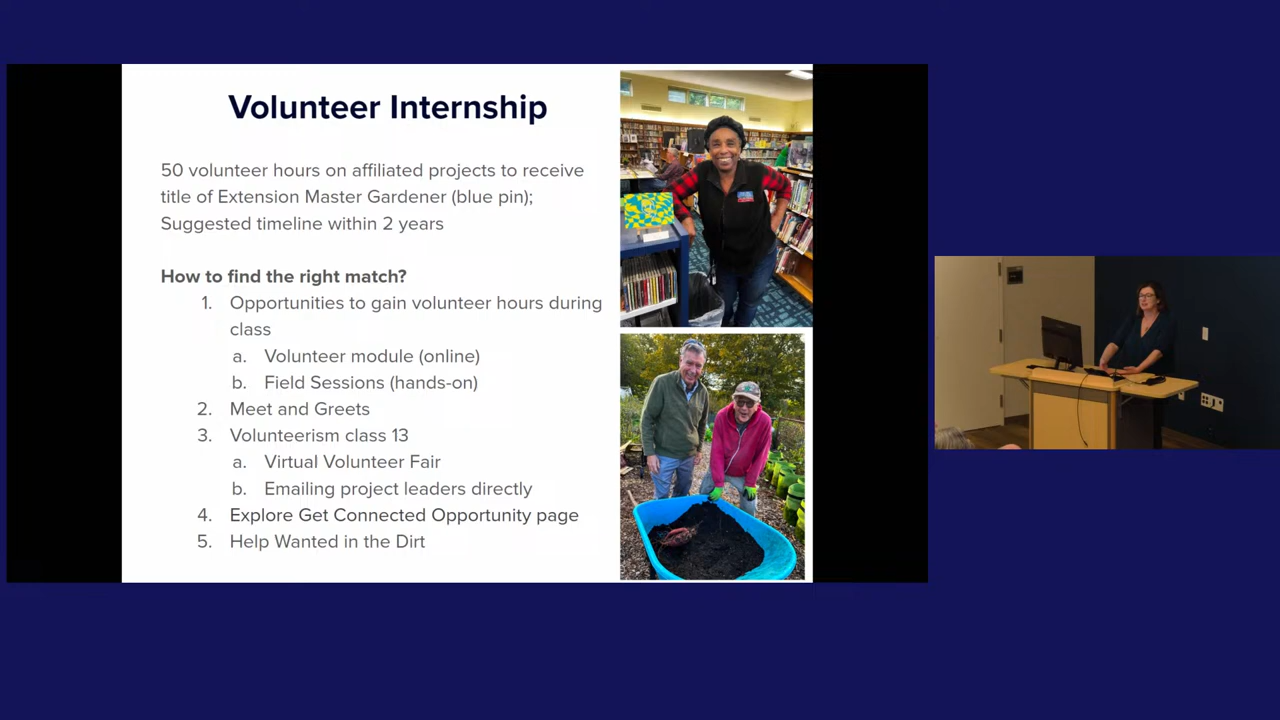 Volunteer Internship
50 volunteer hours on affiliated projects to receive
title of Extension Master Gardener (blue pin);
Suggested timeline within 2 years
How to find the right match?
1. Opportunities to gain volunteer hours during
class
a. Volunteer module (online)
b. Field Sessions (hands-on)
2. Meet and Greets
3. Volunteerism class 13
a. Virtual Volunteer Fair
b. Emailing project leaders directly
4. Explore Get Connected Opportunity page
5. Help Wanted in the Dirt